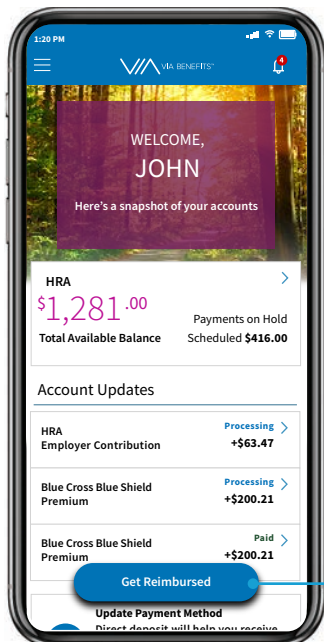 1:20 PM
VIA BENEFITS™
4
WELCOME,
JOHN
Here's a snapshot of your accounts
HRA
$1,281.00
Payments on Hold
Total Available Balance Scheduled $416.00
Account Updates
Processing
HRA
Employer Contribution +$63.47
Processing
Blue Cross Blue Shield
Premium +$200.21
Paid
Blue Cross Blue Shield
Premium +$200.21
Get Reimbursed
Update Payment Method
Direct deposit will help you receive